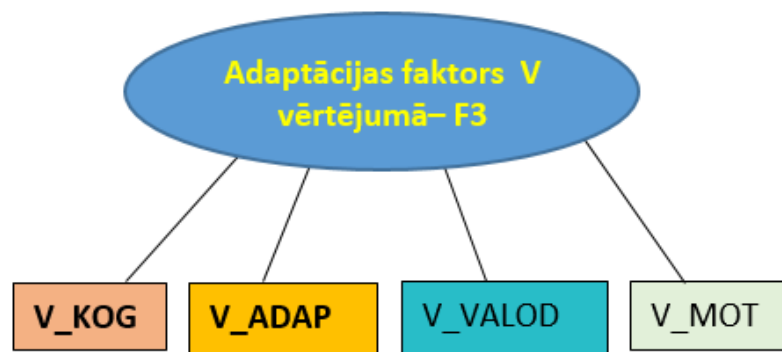 Adaptācijas faktors V
vērtējumā– F3
V_KOG
V_ADAP
V_VALOD
V_MOT